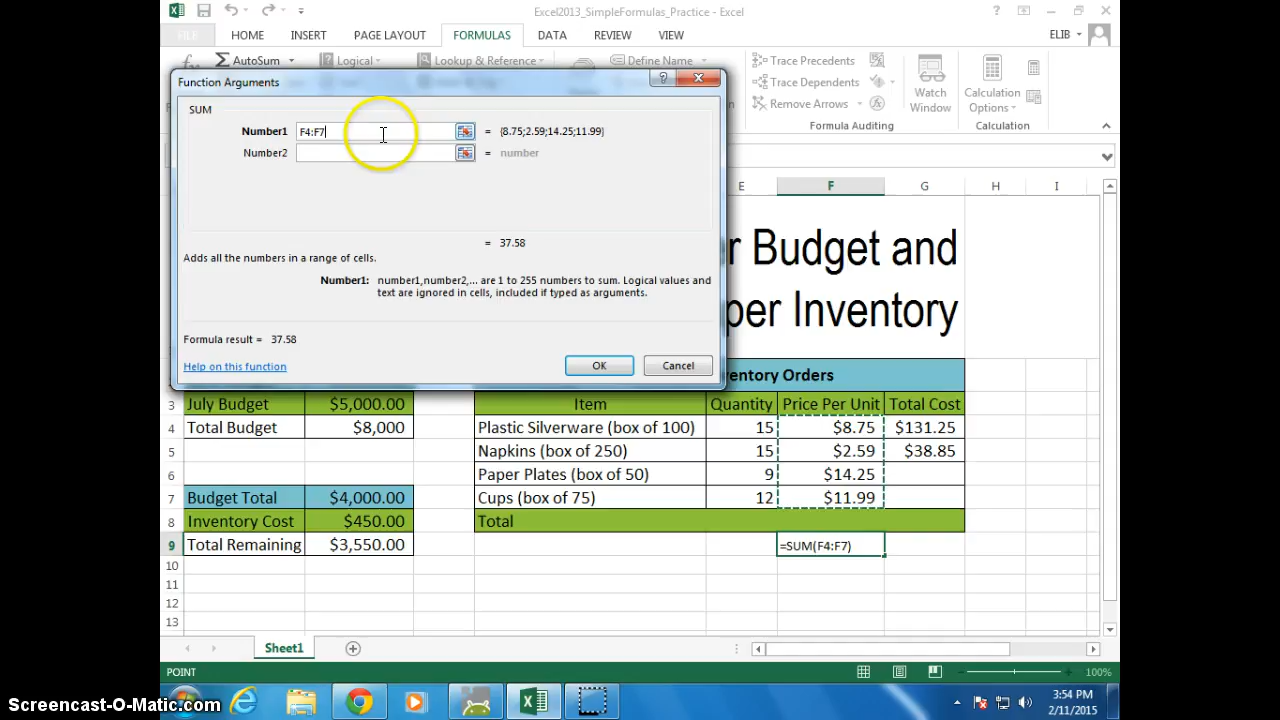 Excel2013_SimpleFormulas_Practice - Excel
FILE HOME INSERT PAGE LAYOUT FORMULAS DATA REVIEW VIEW ELIB
AutoSum Logical Lookup & Reference Define Name Trace Precedents
Trace Dependents
Remove Arrows
Watch Window
Calculation Options
Formula Auditing Calculation
Function Arguments
SUM
Number1 F4:F7 = {8.75;2.59;14.25;11.99}
Number2 = number
= 37.58
Adds all the numbers in a range of cells.
Number1: number1,number2,... are 1 to 255 numbers to sum. Logical values and
text are ignored in cells, included if typed as arguments.
Formula result = 37.58
Help on this function OK Cancel
E F G H I
r Budget and
per Inventory
ventory Orders
3 July Budget $5,000.00 Item Quantity Price Per Unit Total Cost
4 Total Budget $8,000 Plastic Silverware (box of 100) 15 $8.75 $131.25
5 Napkins (box of 250) 15 $2.59 $38.85
6 Paper Plates (box of 50) 9 $14.25
7 Budget Total $4,000.00 Cups (box of 75) 12 $11.99
8 Inventory Cost $450.00 Total
9 Total Remaining $3,550.00 =SUM(F4:F7)
10
11
12
13
Sheet1
POINT 100%
3:54 PM
2/11/2015
Screencast-O-Matic.com